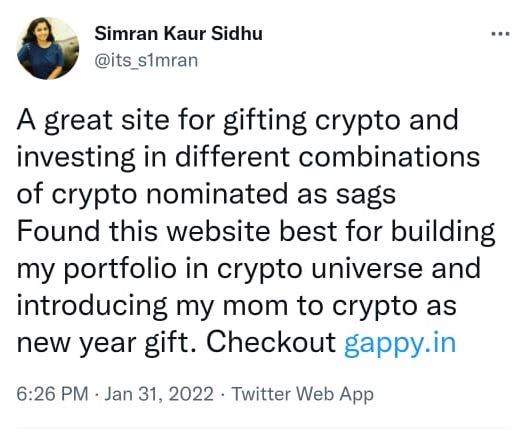 Simran Kaur Sidhu
@its_s1mran
A great site for gifting crypto and
investing in different combinations
of crypto nominated as sags
Found this website best for building
my portfolio in crypto universe and
introducing my mom to crypto as
new year gift. Checkout gappy.in
6:26 PM · Jan 31, 2022 · Twitter Web App